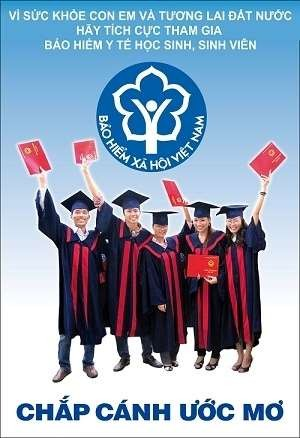 VÌ SỨC KHỎE CON EM VÀ TƯƠNG LAI ĐẤT NƯỚC
HÃY TÍCH CỰC THAM GIA
BẢO HIỂM Y TẾ HỌC SINH, SINH VIÊN
BẢO HIỂM XÃ HỘI VIỆT NAM
CHẮP CÁNH ƯỚC MƠ